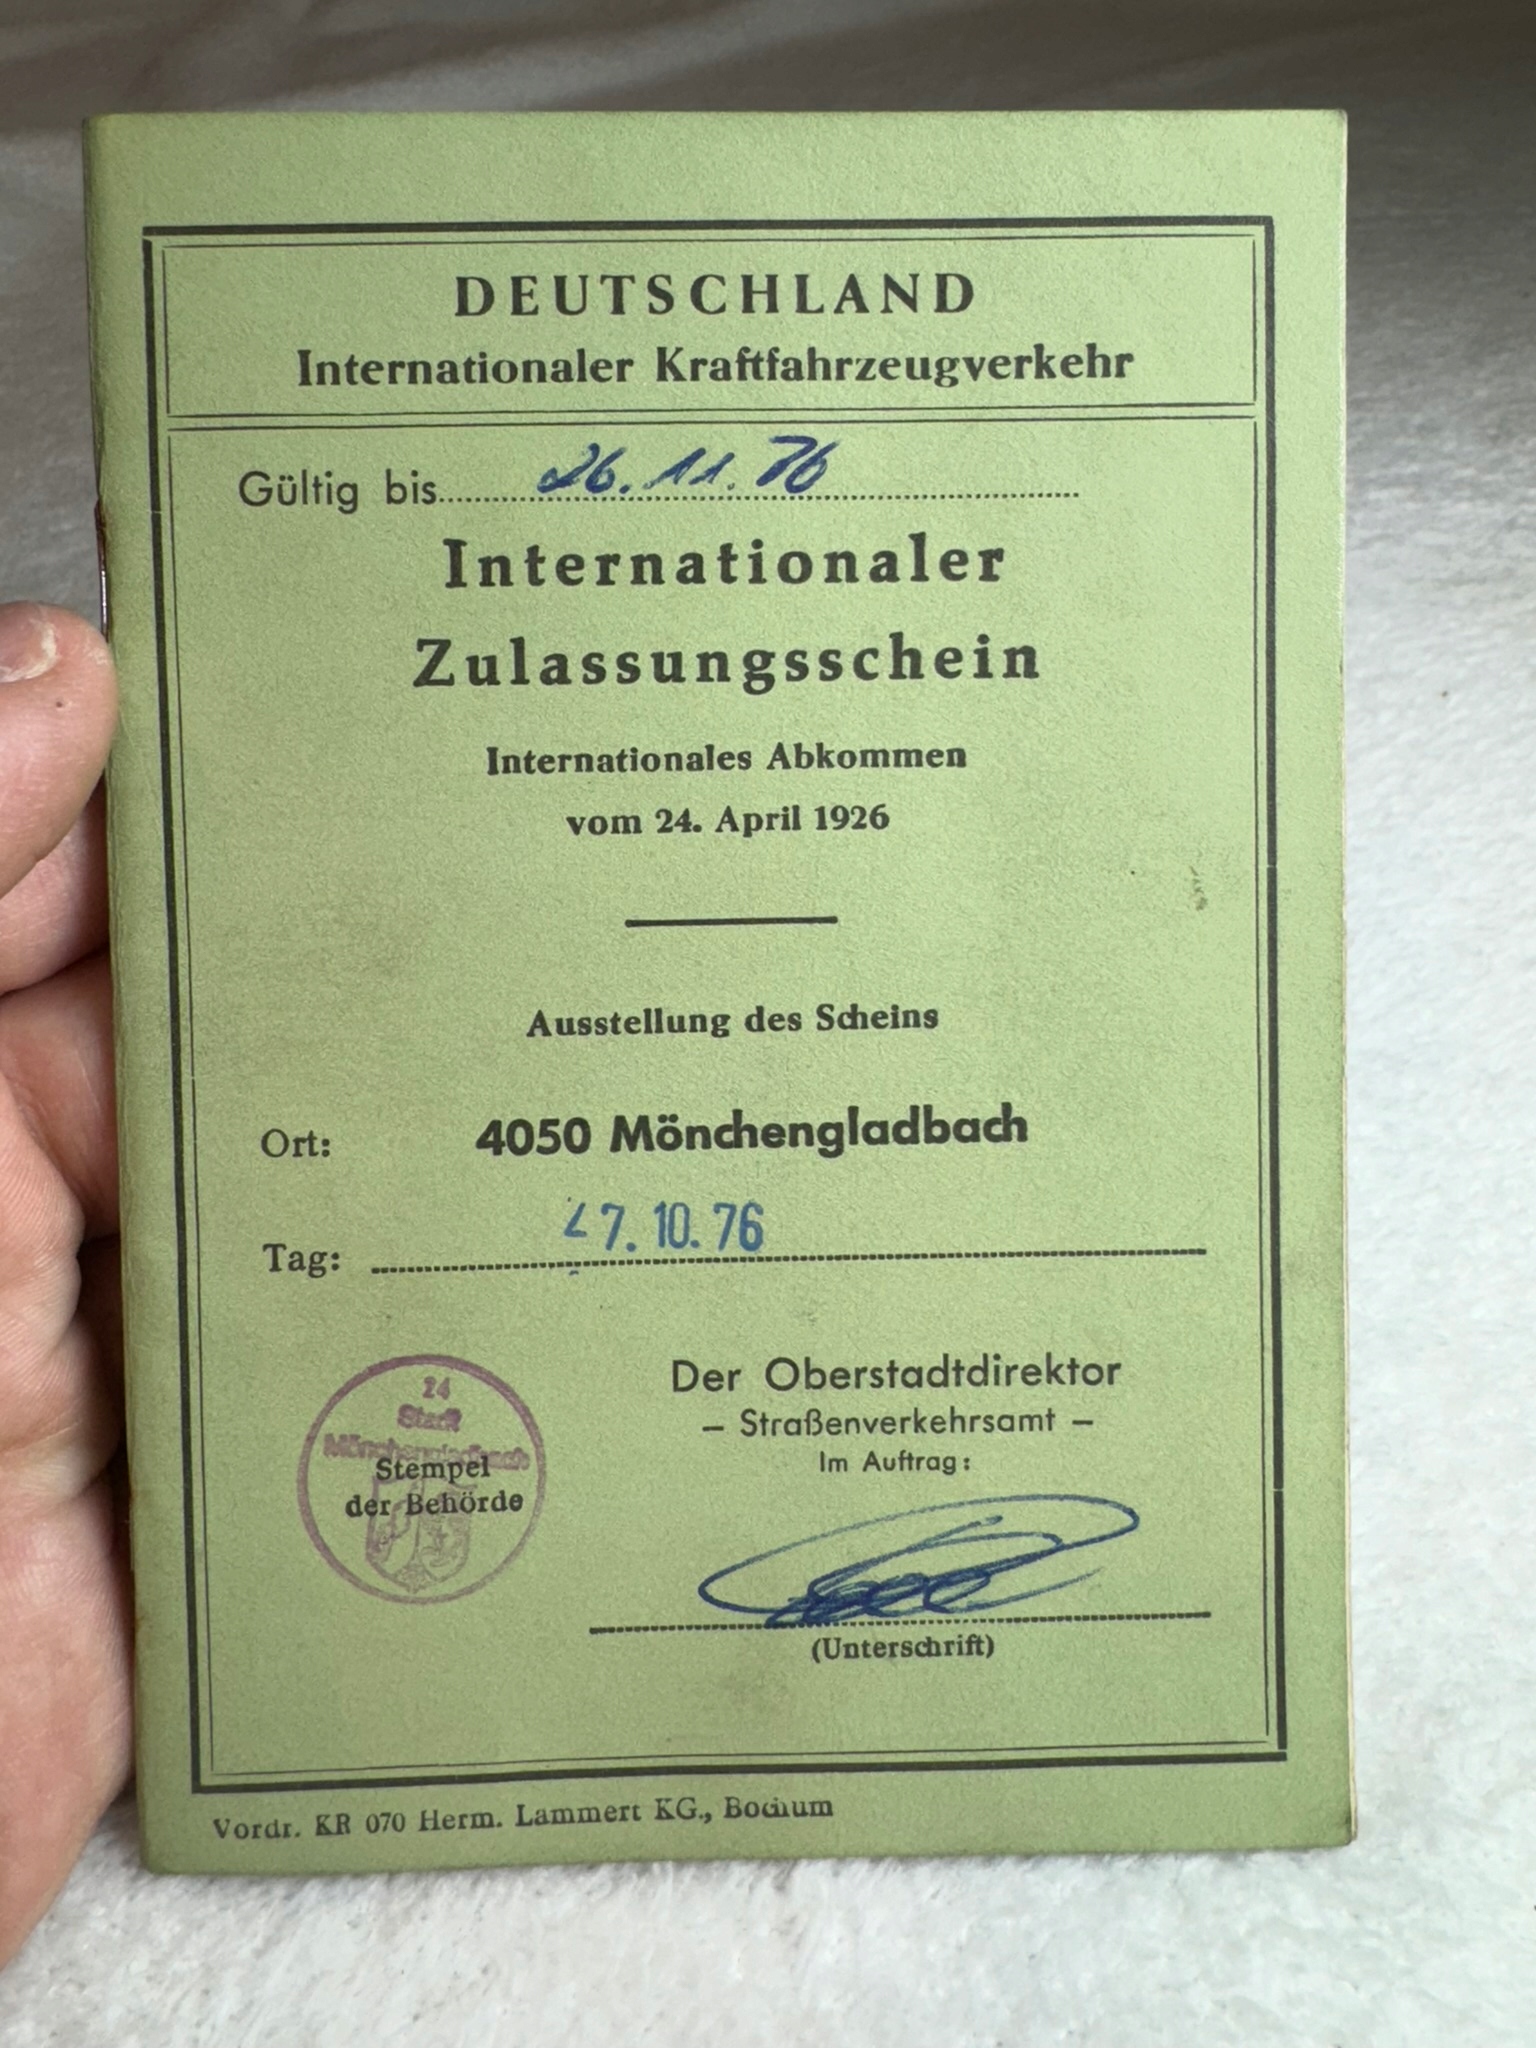 DEUTSCHLAND
Internationaler Kraftfahrzeugverkehr
Gültig bis 26.11.76
Internationaler
Zulassungsschein
Internationales Abkommen
vom 24. April 1926
Ausstellung des Scheins
Ort: 4050 Mönchengladbach
Tag: 27.10.76
24
Stadt
Mönchengladbach
Stempel
der Behörde
Der Oberstadtdirektor
– Straßenverkehrsamt –
Im Auftrag:
(Unterschrift)
Vordr. KR 070 Herm. Lammert KG., Bochum